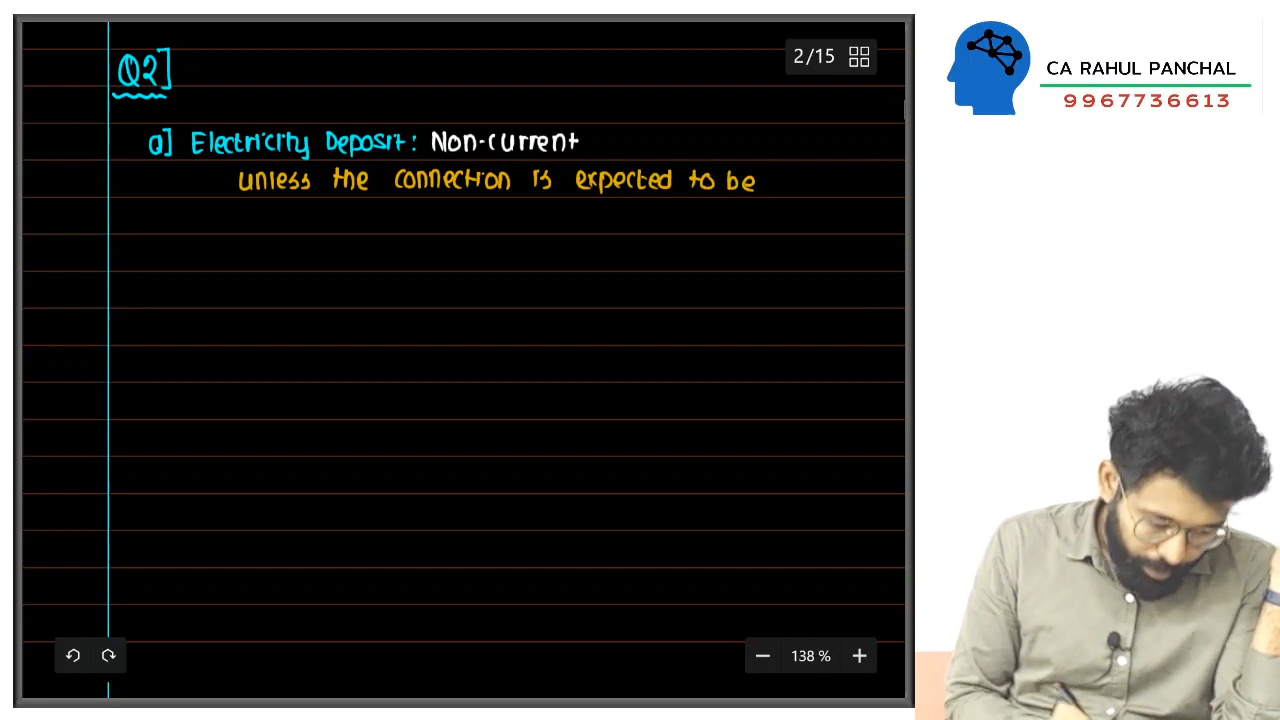 Q2]
2/15
CA RAHUL PANCHAL
9967736613
a] Electricity Deposit: Non-current
unless the connection is expected to be
138 %